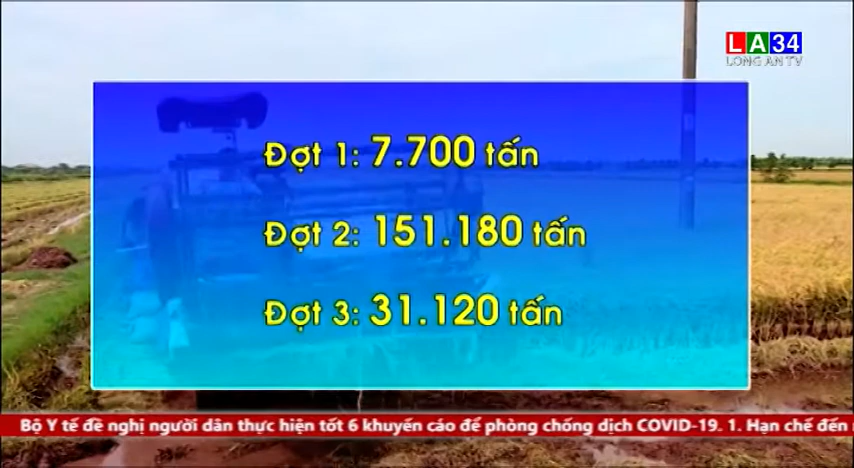 LA34
LONG AN TV
Đợt 1: 7.700 tấn
Đợt 2: 151.180 tấn
Đợt 3: 31.120 tấn
Bộ Y tế đề nghị người dân thực hiện tốt 6 khuyến cáo để phòng chống dịch COVID-19. 1. Hạn chế đến